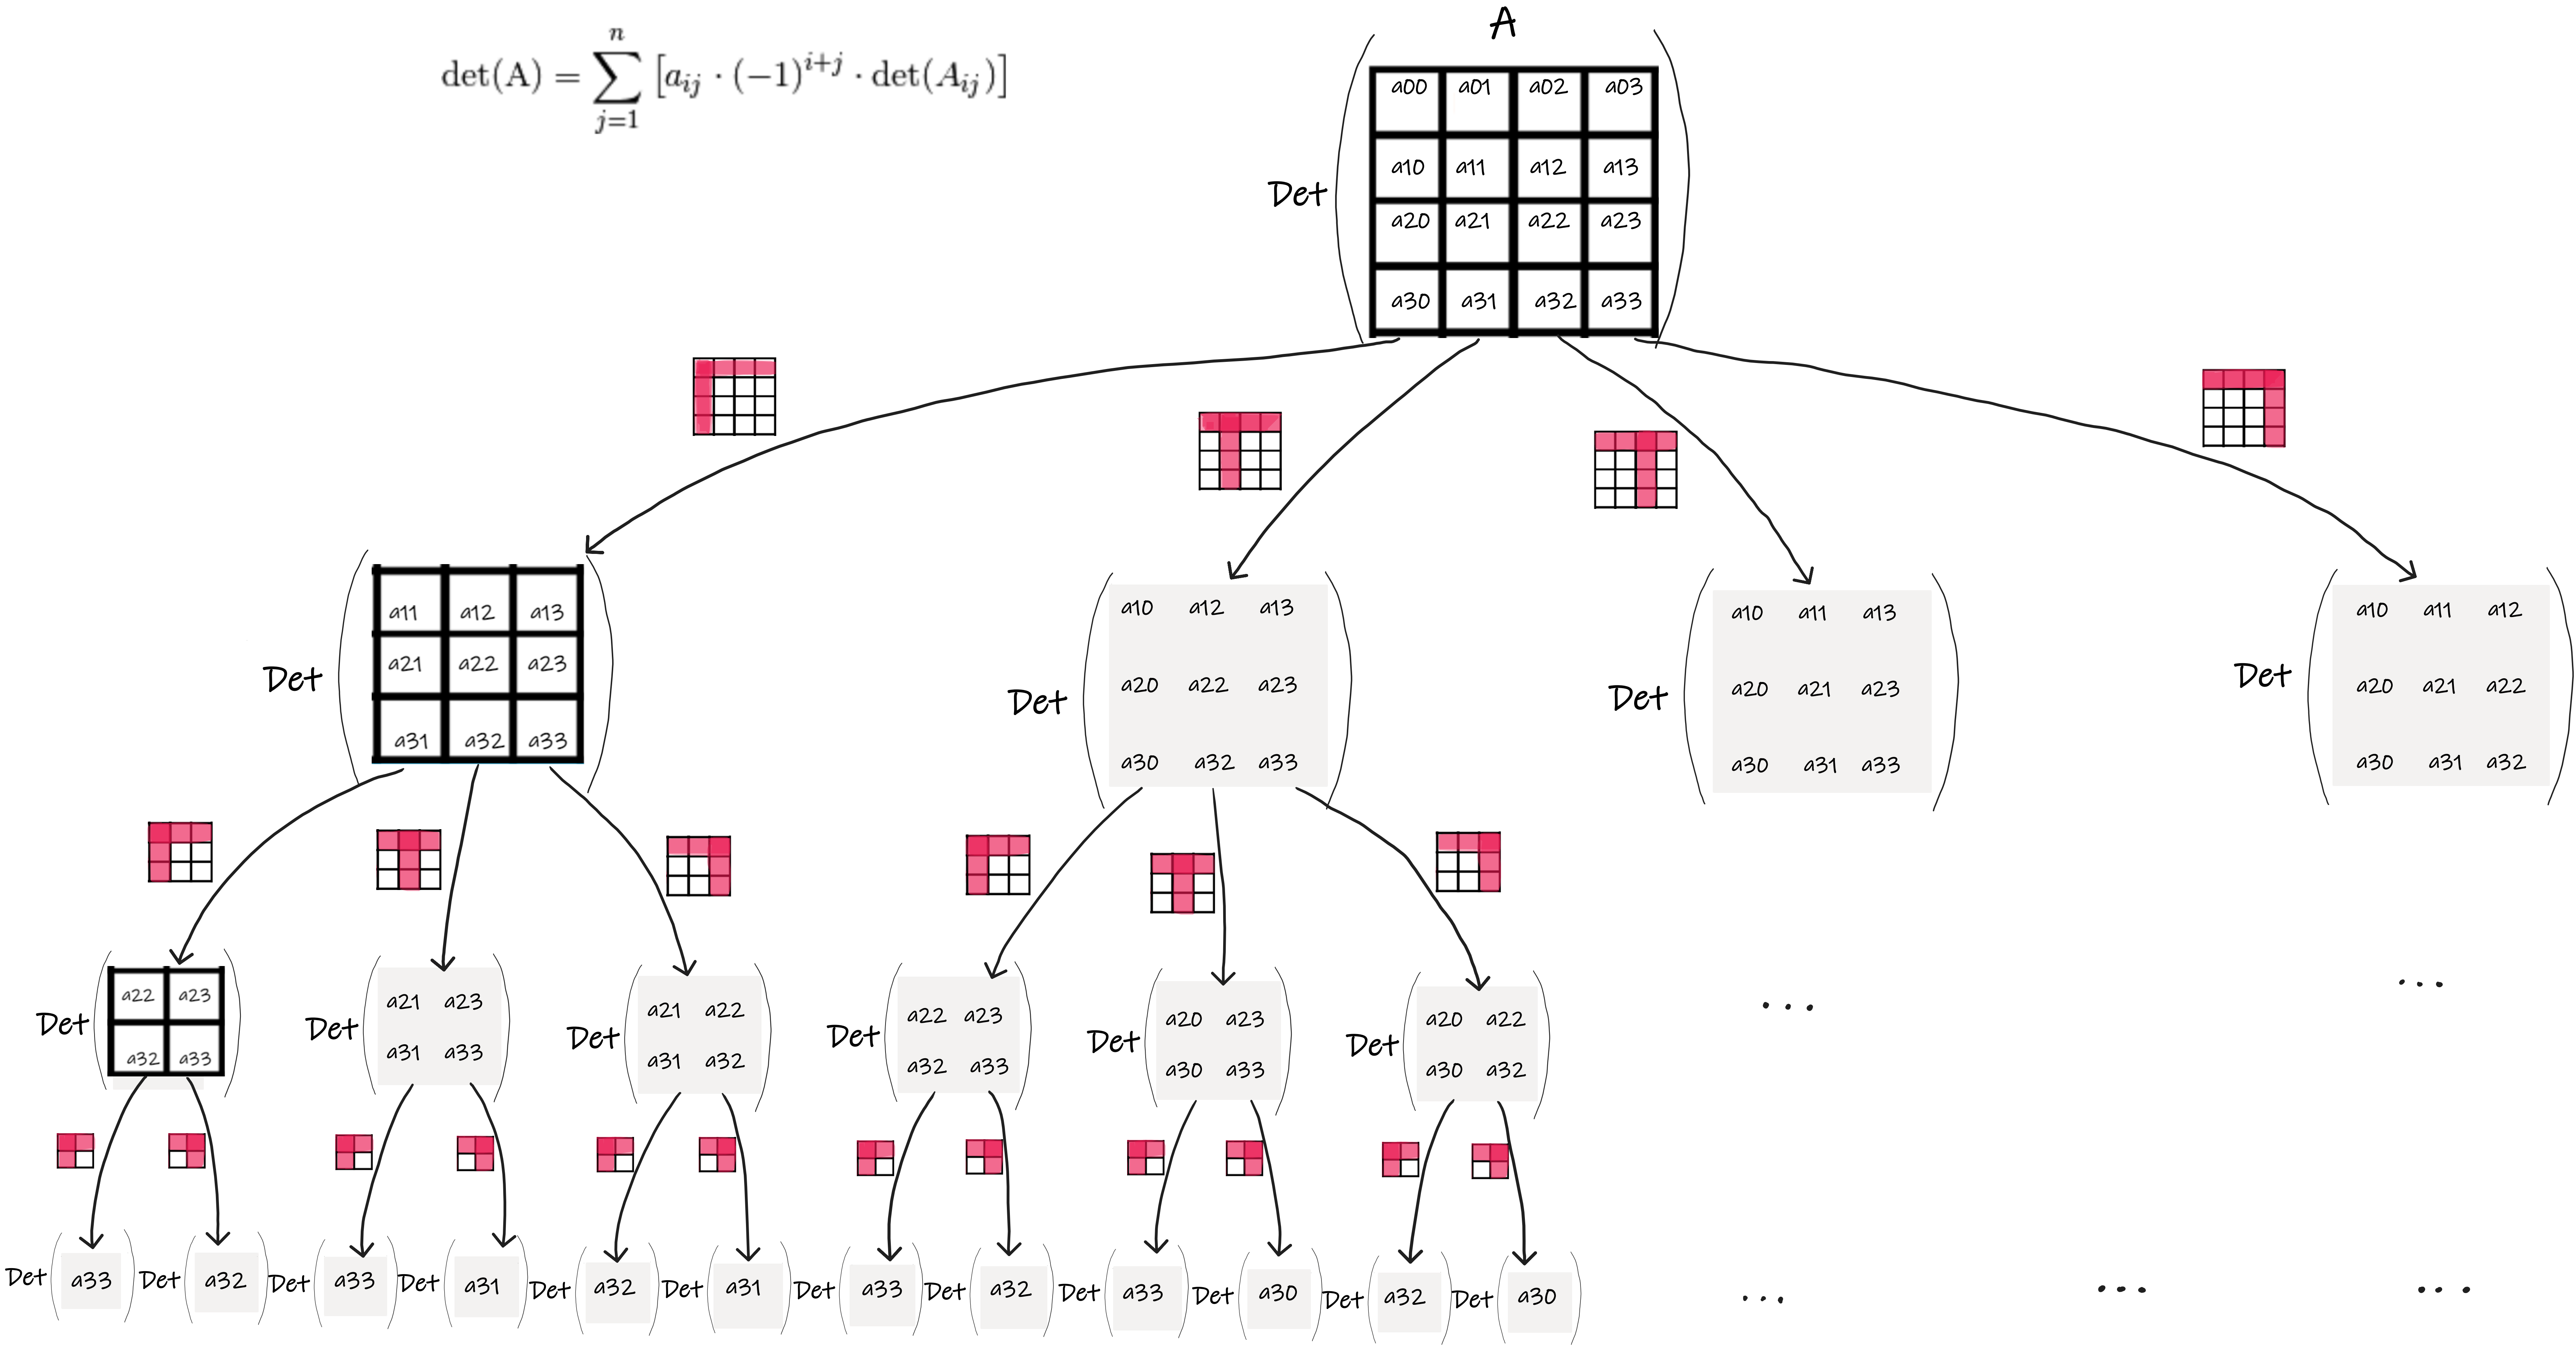 A
det(A) = \sum_{j=1}^{n} [a_{ij} · (−1)^{i+j} · det(A_{ij})]
a00 a01 a02 a03
a10 a11 a12 a13
Det
a20 a21 a22 a23
a30 a31 a32 a33
Det
a11 a12 a13
a21 a22 a23
a31 a32 a33
Det
a10 a12 a13
a20 a22 a23
a30 a32 a33
Det
a10 a11 a13
a20 a21 a23
a30 a31 a33
Det
a10 a11 a12
a20 a21 a22
a30 a31 a32
Det
a22 a23
a32 a33
Det
a21 a23
a31 a33
Det
a21 a22
a31 a32
Det
a22 a23
a32 a33
Det
a20 a23
a30 a33
Det
a20 a22
a30 a32
...
...
Det a33 Det a32 Det a33 Det a31 Det a32 Det a31 Det a33 Det a32 Det a33 Det a30 Det a32 Det a30 ... ... ...